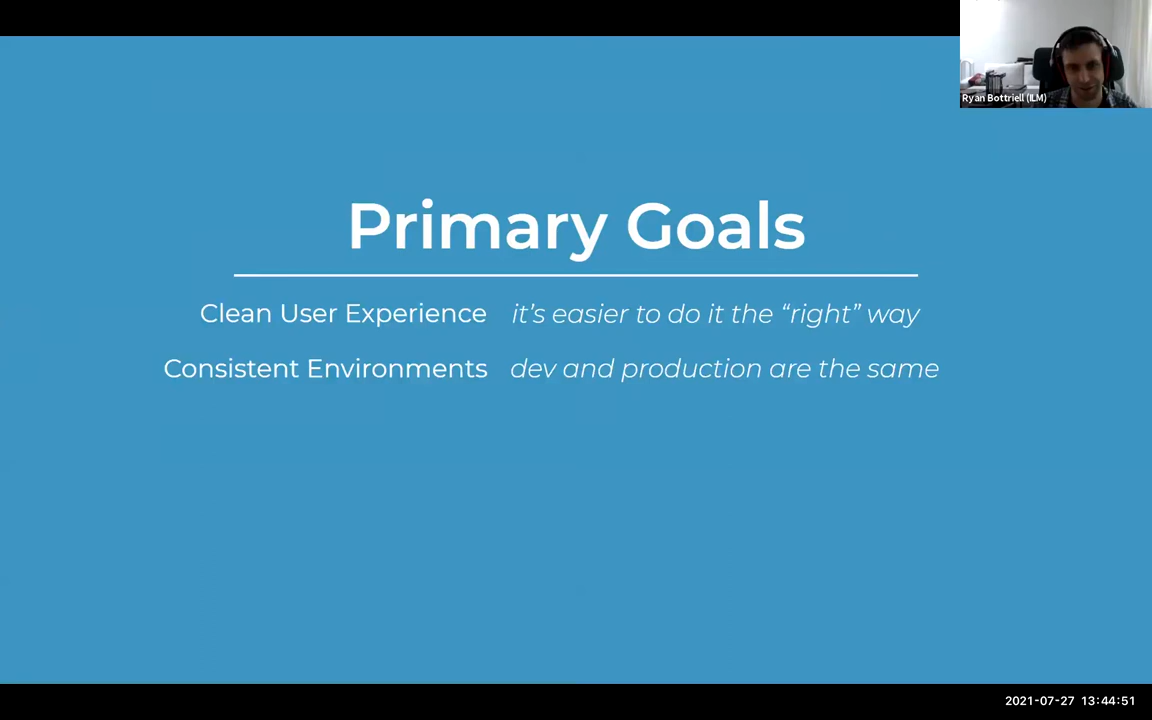 Ryan Bottriell (ILM)
Primary Goals
Clean User Experience it’s easier to do it the “right” way
Consistent Environments dev and production are the same
2021-07-27 13:44:51